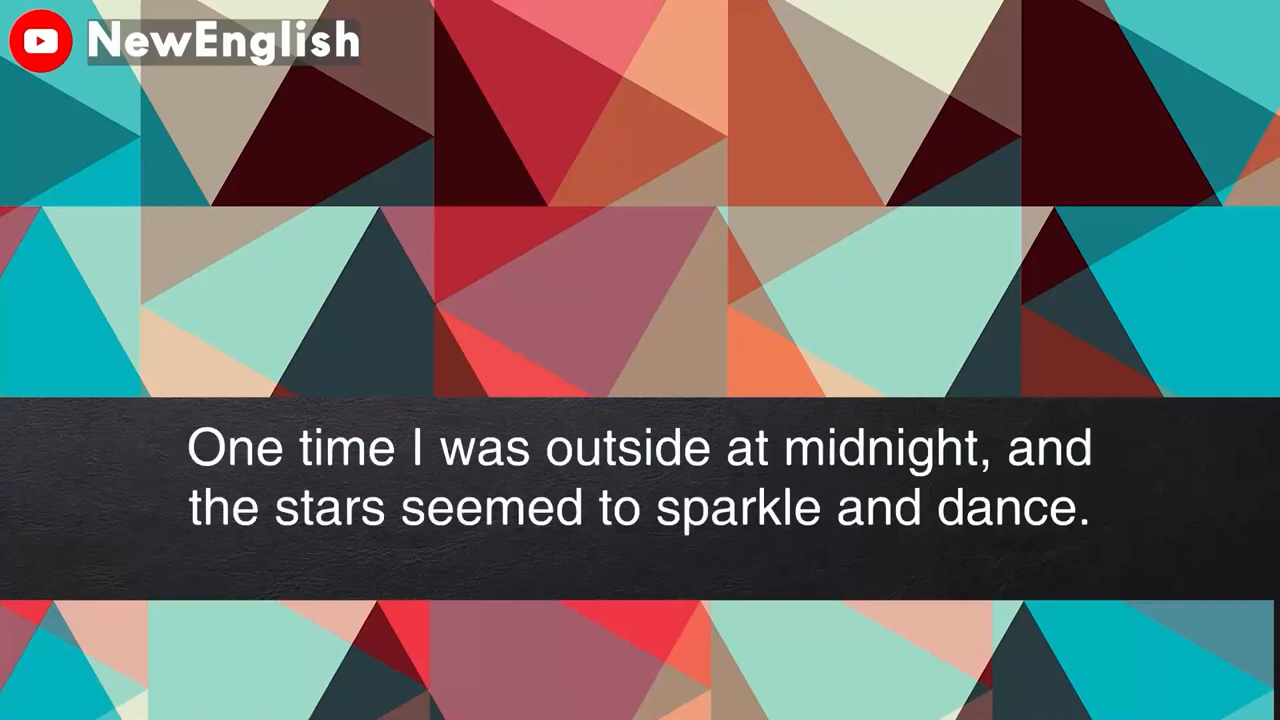 NewEnglish
One time I was outside at midnight, and
the stars seemed to sparkle and dance.